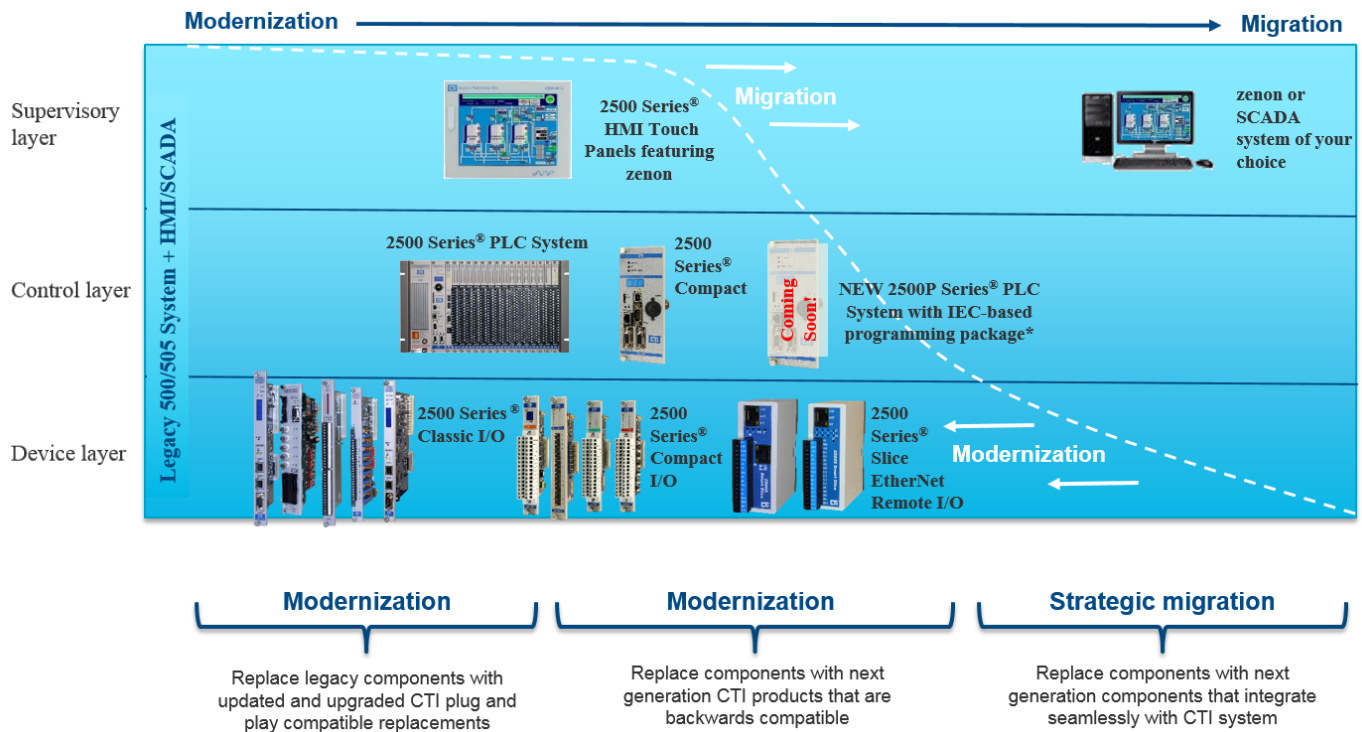 Modernization
Migration
Supervisory
layer
Legacy 500/505 System + HMI/SCADA
2500 Series®
HMI Touch
Panels featuring
zenon
Migration
zenon or
SCADA
system of your
choice
Control layer
2500 Series® PLC System
2500
Series®
Compact
Coming
Soon!
NEW 2500P Series® PLC
System with IEC-based
programming package*
Device layer
2500 Series®
Classic I/O
2500
Series®
Compact
I/O
2500
Series®
Slice
EtherNet
Remote I/O
Modernization
Modernization
Replace legacy components with
updated and upgraded CTI plug and
play compatible replacements
Modernization
Replace components with next
generation CTI products that are
backwards compatible
Strategic migration
Replace components with next
generation components that integrate
seamlessly with CTI system